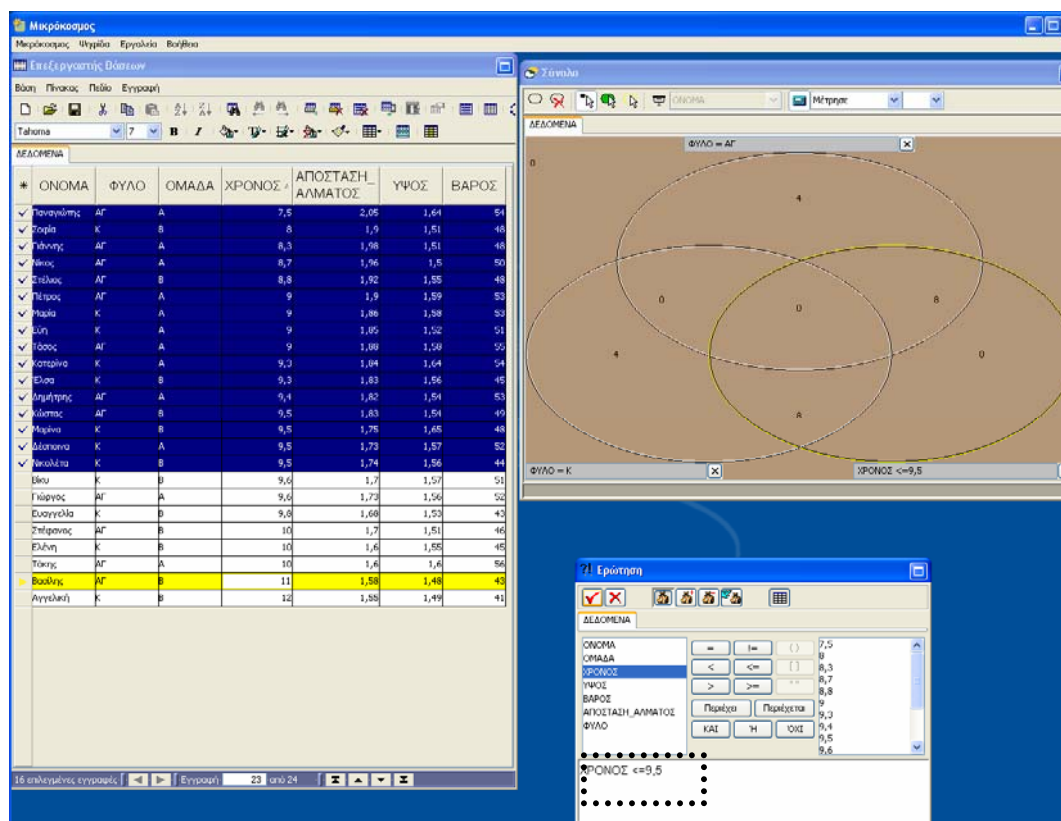 Μικρόκοσμος
Μικρόκοσμος Ψηφίδα Εργαλεία Βοήθεια
Επεξεργαστής Βάσεων
Βάση Πίνακας Πεδίο Εγγραφή
Tahoma 7 B I
ΔΕΔΟΜΕΝΑ
* ΟΝΟΜΑ ΦΥΛΟ ΟΜΑΔΑ ΧΡΟΝΟΣ ΑΠΟΣΤΑΣΗ_ΑΛΜΑΤΟΣ ΥΨΟΣ ΒΑΡΟΣ
Παναγιώτης ΑΓ Α 7,5 2,05 1,64 54
Σοφία Κ Β 8 1,9 1,51 48
Γιάννης ΑΓ Α 8,3 1,98 1,51 48
Νίκος ΑΓ Α 8,7 1,96 1,5 50
Στέλιος ΑΓ Β 8,8 1,92 1,55 48
Πέτρος ΑΓ Α 9 1,9 1,59 53
Μαρία Κ Α 9 1,86 1,58 53
Εύη Κ Α 9 1,85 1,52 51
Τάσος ΑΓ Α 9 1,88 1,58 55
Κατερίνα Κ Α 9,3 1,84 1,64 54
Έλσα Κ Β 9,3 1,83 1,56 45
Δημήτρης ΑΓ Α 9,4 1,82 1,54 53
Κώστας ΑΓ Β 9,5 1,83 1,54 49
Μαρίνα Κ Β 9,5 1,75 1,65 48
Δέσποινα Κ Α 9,5 1,73 1,57 52
Νικολέτα Κ Β 9,5 1,74 1,56 44
Βίκυ Κ Β 9,6 1,7 1,57 51
Γιώργος ΑΓ Α 9,6 1,73 1,56 52
Ευαγγελία Κ Β 9,8 1,68 1,53 43
Στέφανος ΑΓ Β 10 1,7 1,51 46
Ελένη Κ Β 10 1,6 1,55 45
Τάκης ΑΓ Α 10 1,6 1,6 56
Βασίλης ΑΓ Β 11 1,58 1,48 43
Αγγελική Κ Β 12 1,55 1,49 41
16 επιλεγμένες εγγραφές Εγγραφή 23 από 24
Σύνολο
ΟΝΟΜΑ Μέτρησε
ΔΕΔΟΜΕΝΑ
ΦΥΛΟ = ΑΓ
0
4
0 0 8
4 0
8
ΦΥΛΟ = Κ ΧΡΟΝΟΣ <=9,5
?! Ερώτηση
ΔΕΔΟΜΕΝΑ
ΟΝΟΜΑ
ΟΜΑΔΑ
ΧΡΟΝΟΣ
ΥΨΟΣ
ΒΑΡΟΣ
ΑΠΟΣΤΑΣΗ_ΑΛΜΑΤΟΣ
ΦΥΛΟ
= != ( )
< <= [ ]
> >= " "
Περιέχει Περιέχεται
ΚΑΙ Ή ΌΧΙ
7,5
8
8,3
8,7
8,8
9
9,3
9,4
9,5
9,6
ΧΡΟΝΟΣ <=9,5